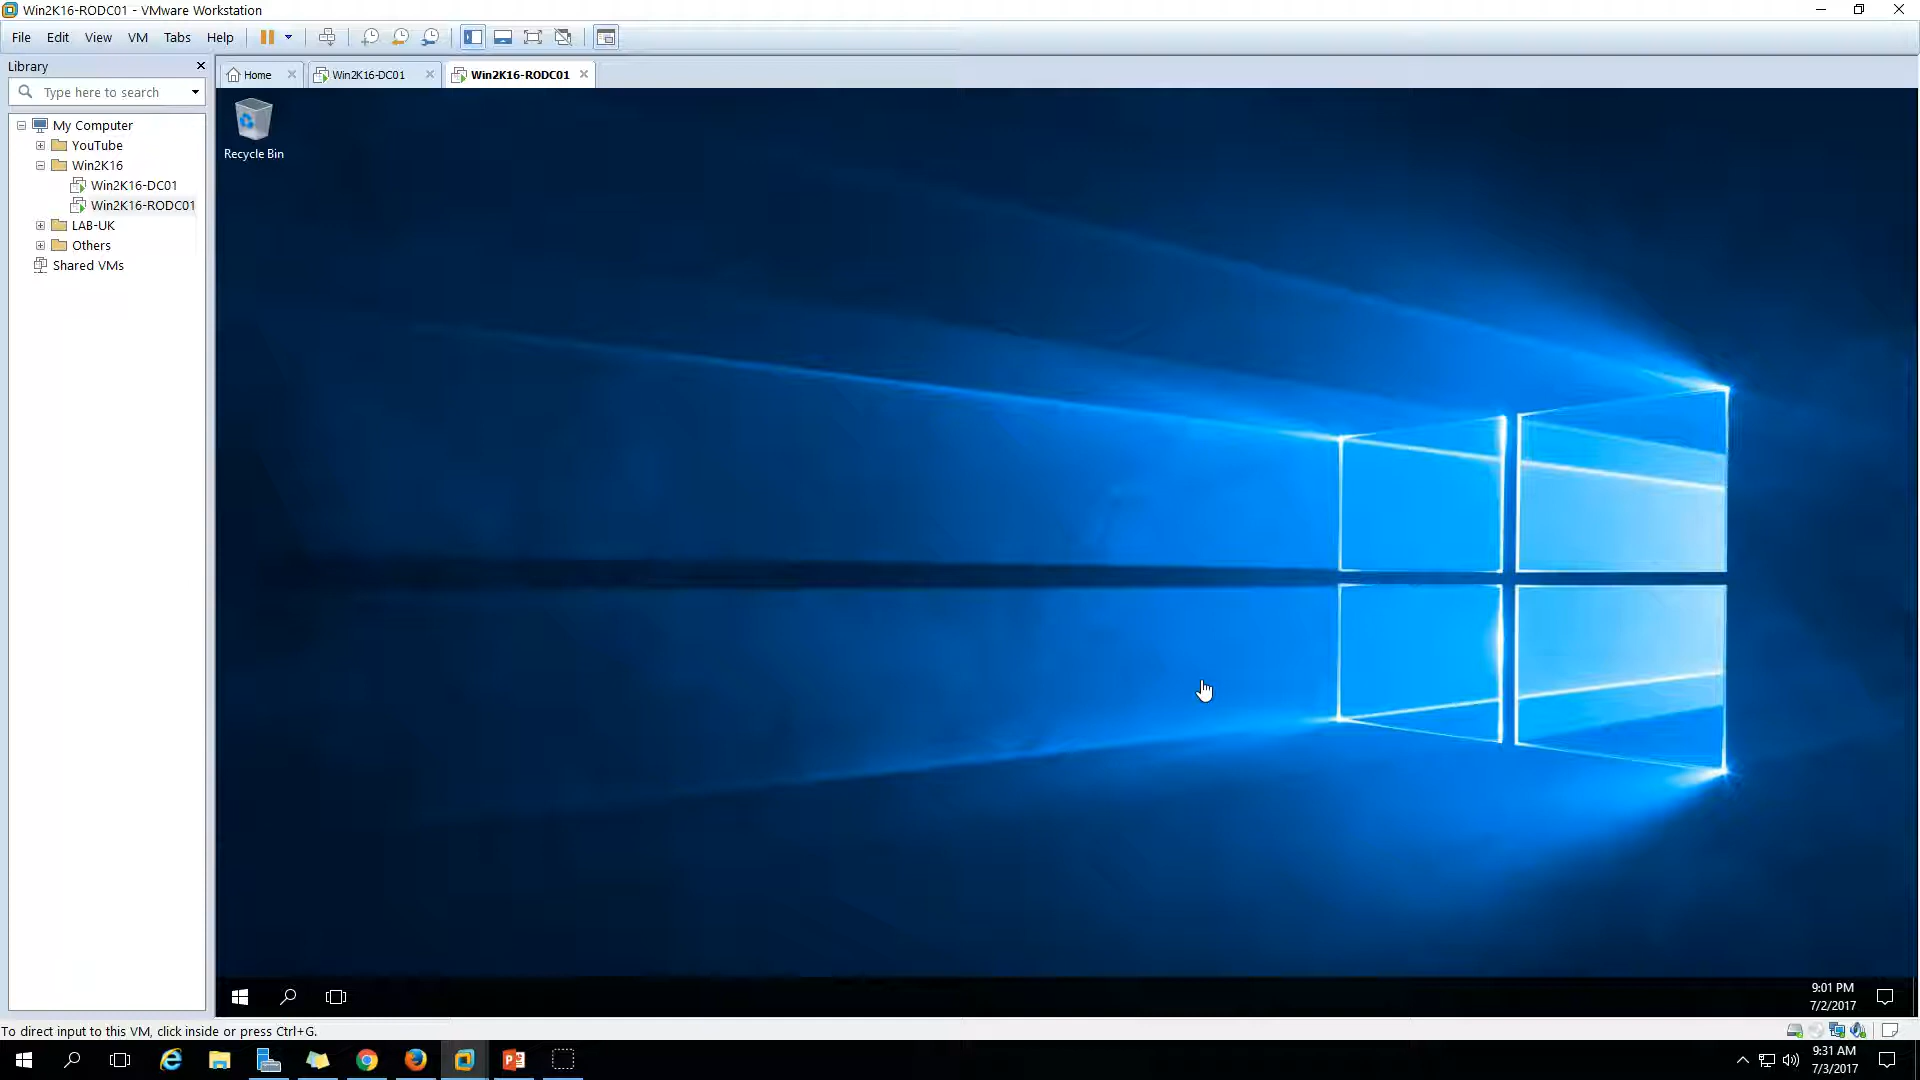 Win2K16-RODC01 - VMware Workstation
File Edit View VM Tabs Help
Library
Type here to search
Home
Win2K16-DC01
Win2K16-RODC01
My Computer
YouTube
Win2K16
Win2K16-DC01
Win2K16-RODC01
LAB-UK
Others
Shared VMs
Recycle Bin
9:01 PM
7/2/2017
To direct input to this VM, click inside or press Ctrl+G.
9:31 AM
7/3/2017